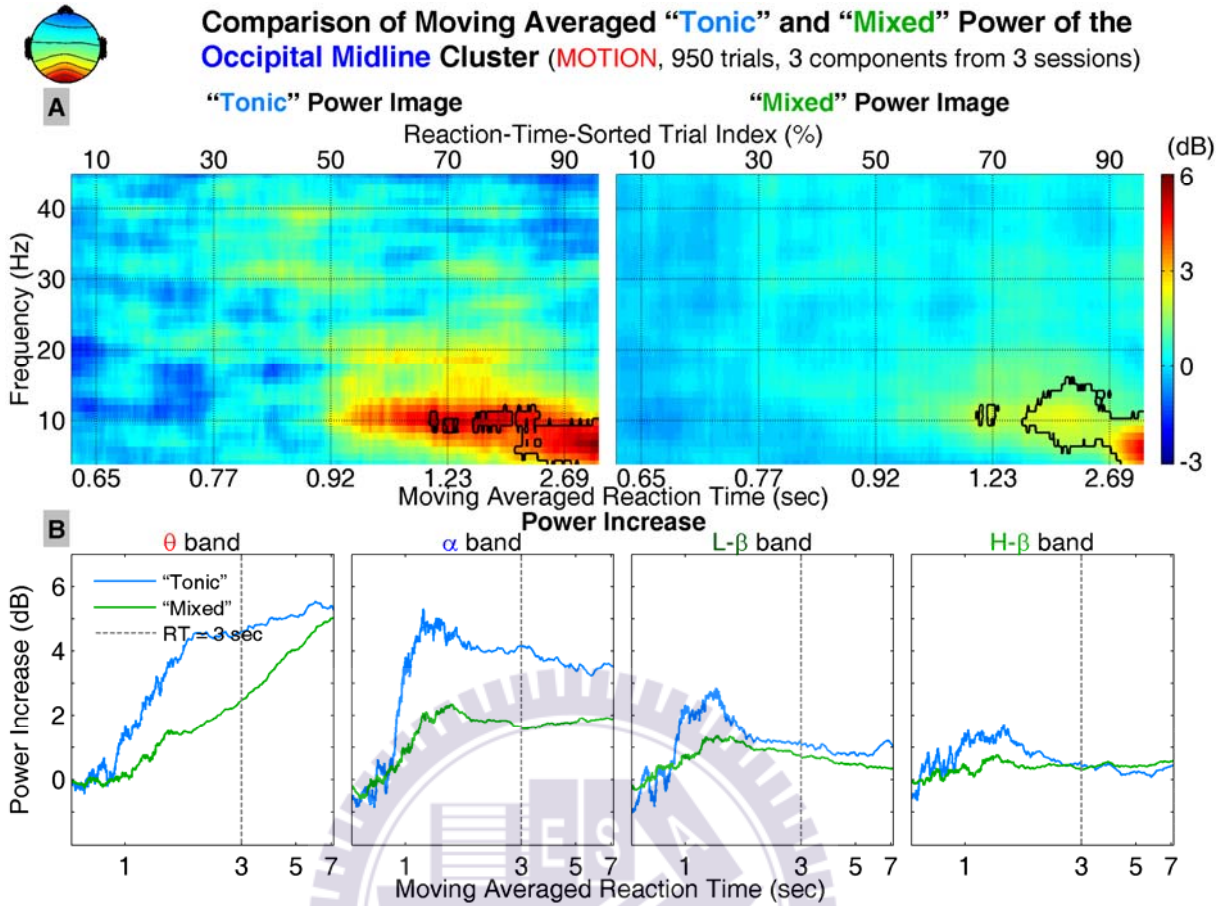 Comparison of Moving Averaged “Tonic” and “Mixed” Power of the
Occipital Midline Cluster (MOTION, 950 trials, 3 components from 3 sessions)
A
“Tonic” Power Image “Mixed” Power Image
Reaction-Time-Sorted Trial Index (%)
10 30 50 70 90 10 30 50 70 90 (dB)
Frequency (Hz)
40
30
20
10
6
3
0
-3
0.65 0.77 0.92 1.23 2.69 0.65 0.77 0.92 1.23 2.69
Moving Averaged Reaction Time (sec)
B
Power Increase
θ band α band L-β band H-β band
Power Increase (dB)
6
4
2
0
“Tonic”
“Mixed”
RT = 3 sec
E S A
1 3 5 7 1 3 5 7 1 3 5 7 1 3 5 7
Moving Averaged Reaction Time (sec)